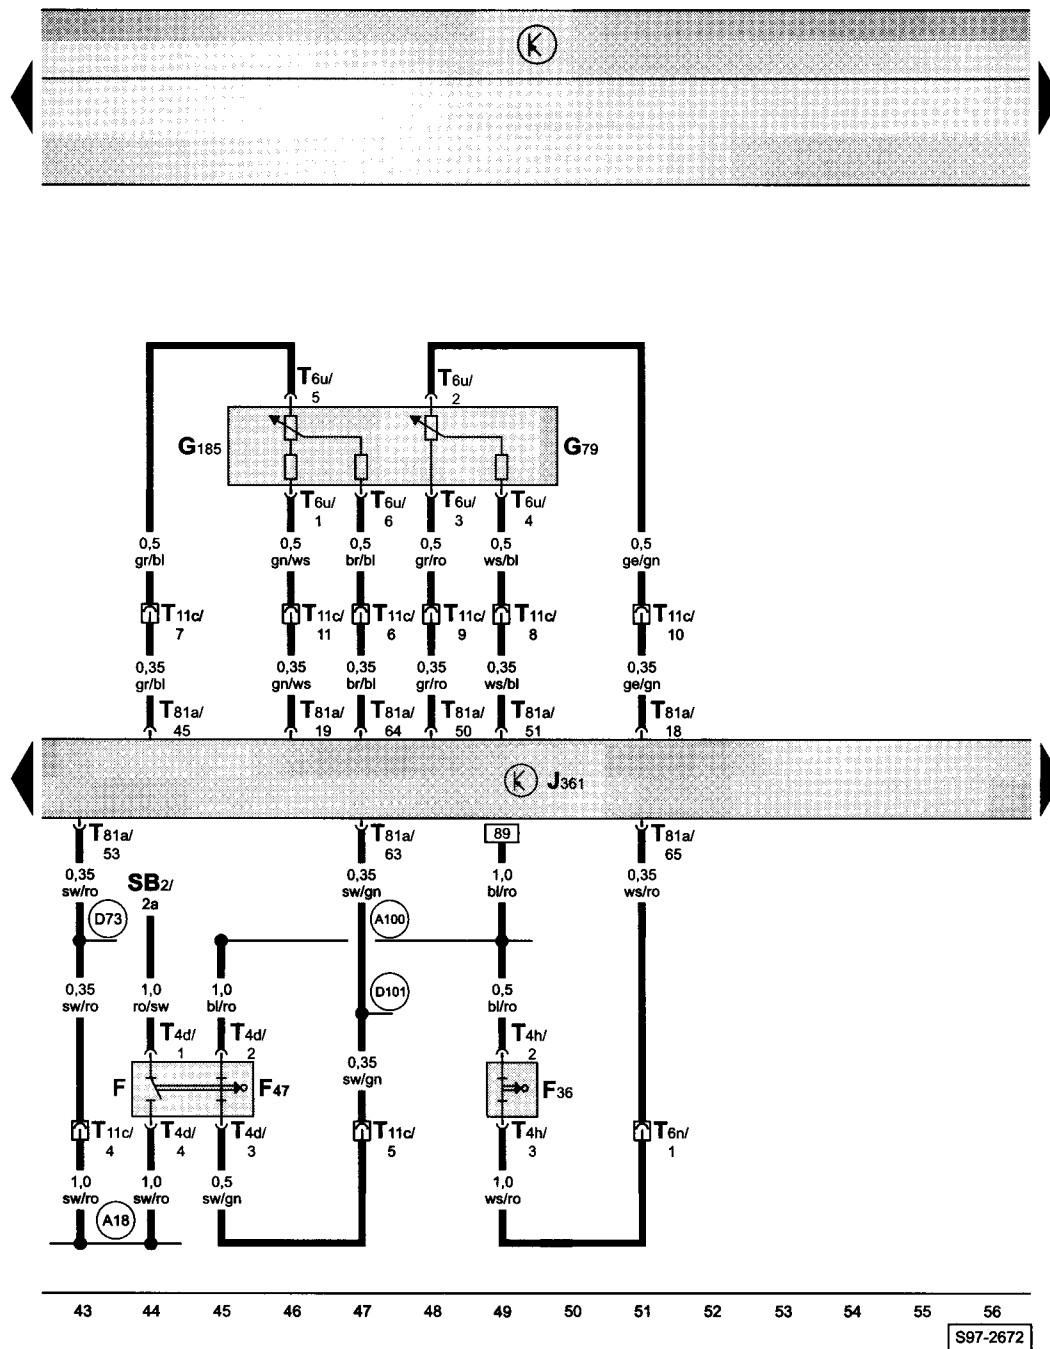 K
T6u/ T6u/
5 2
G185 G79
T6u/ T6u/ T6u/ T6u/
1 6 3 4
0,5 0,5 0,5 0,5 0,5 0,5
gr/bl gn/ws br/bl gr/ro ws/bl ge/gn
T11c/ T11c/ T11c/ T11c/ T11c/ T11c/
7 11 6 9 8 10
0,35 0,35 0,35 0,35 0,35 0,35
gr/bl gn/ws br/bl gr/ro ws/bl ge/gn
T81a/ T81a/ T81a/ T81a/ T81a/ T81a/
45 19 64 50 51 18
K J361
T81a/ T81a/ 89 T81a/
53 63 65
0,35 0,35 1,0 0,35
sw/ro sw/gn bl/ro ws/ro
SB2/
2a
D73 A100
0,35 1,0 1,0 D101 0,5
sw/ro ro/sw bl/ro bl/ro
T4d/ T4d/ T4h/
1 2 2
0,35
sw/gn
F F47 F36
T11c/ T4d/ T4d/ T11c/ T4h/ T6n/
4 4 3 5 3 1
1,0 1,0 0,5 1,0
sw/ro sw/ro sw/gn ws/ro
A18
43 44 45 46 47 48 49 50 51 52 53 54 55 56
S97-2672